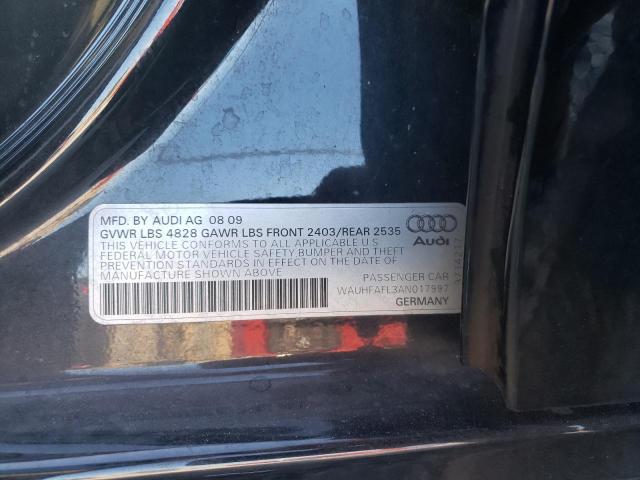 MFD. BY AUDI AG 08 09
GVWR LBS 4828 GAWR LBS FRONT 2403/REAR 2535
THIS VEHICLE CONFORMS TO ALL APPLICABLE U S
FEDERAL MOTOR VEHICLE SAFETY,BUMPER AND THEFT
PREVENTION STANDARDS IN EFFECT ON THE DATE OF
MANUFACTURE SHOWN ABOVE
Audi
PASSENGER CAR
WAUHFAFL3AN017997
GERMANY